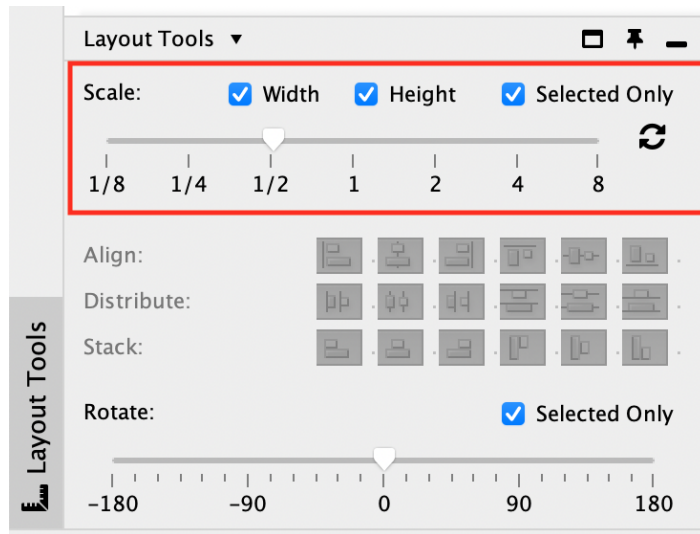 Layout Tools
Scale: Width Height Selected Only
1/8 1/4 1/2 1 2 4 8
Align:
Distribute:
Stack:
Layout Tools
Rotate: Selected Only
-180 -90 0 90 180